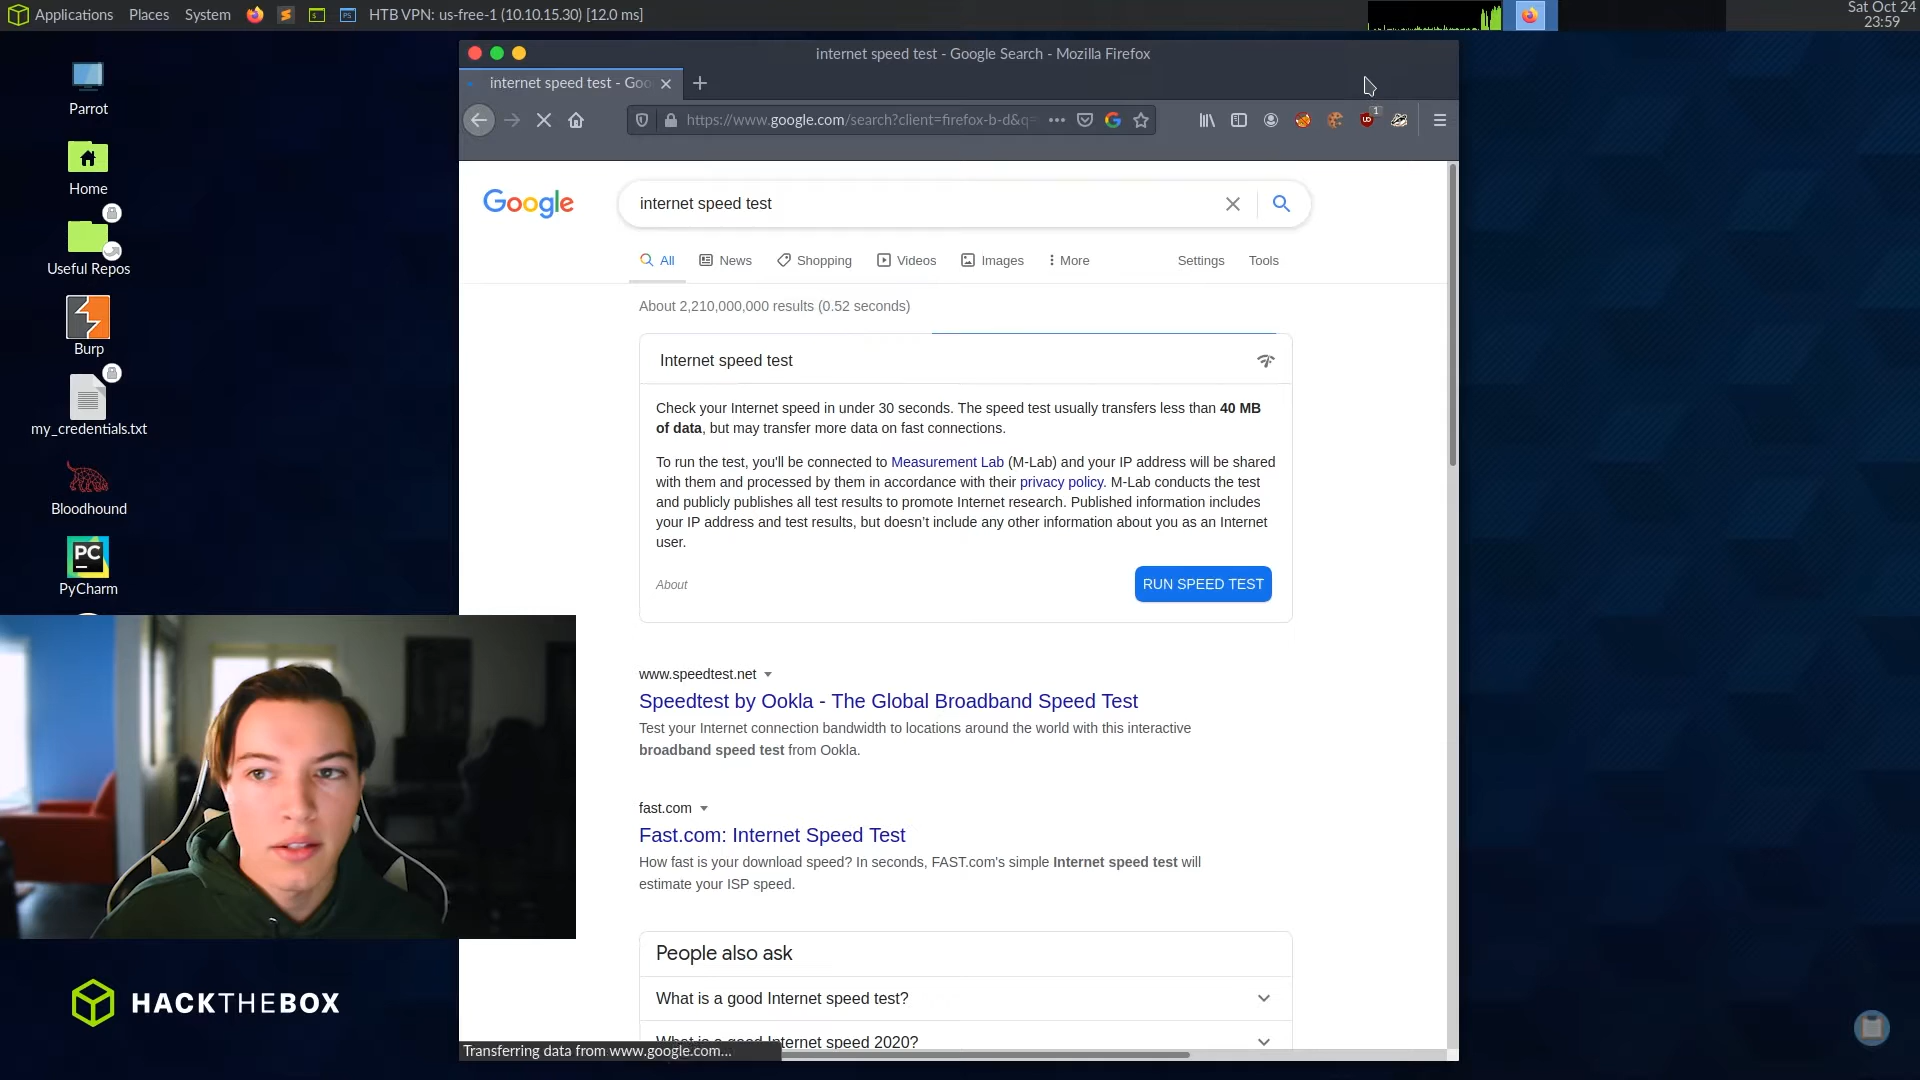 Applications Places System HTB VPN: us-free-1 (10.10.15.30) [12.0 ms]
Sat Oct 24
23:59
internet speed test - Google Search - Mozilla Firefox
internet speed test - Goo
https://www.google.com/search?client=firefox-b-d&q=
1
Parrot
Home
Useful Repos
Burp
my_credentials.txt
Bloodhound
PC
PyCharm
HACKTHEBOX
Google
internet speed test
All News Shopping Videos Images More Settings Tools
About 2,210,000,000 results (0.52 seconds)
Internet speed test
Check your Internet speed in under 30 seconds. The speed test usually transfers less than 40 MB
of data, but may transfer more data on fast connections.
To run the test, you'll be connected to Measurement Lab (M-Lab) and your IP address will be shared
with them and processed by them in accordance with their privacy policy. M-Lab conducts the test
and publicly publishes all test results to promote Internet research. Published information includes
your IP address and test results, but doesn't include any other information about you as an Internet
user.
About
RUN SPEED TEST
www.speedtest.net
Speedtest by Ookla - The Global Broadband Speed Test
Test your Internet connection bandwidth to locations around the world with this interactive
broadband speed test from Ookla.
fast.com
Fast.com: Internet Speed Test
How fast is your download speed? In seconds, FAST.com's simple Internet speed test will
estimate your ISP speed.
People also ask
What is a good Internet speed test?
What is a good Internet speed 2020?
Transferring data from www.google.com...